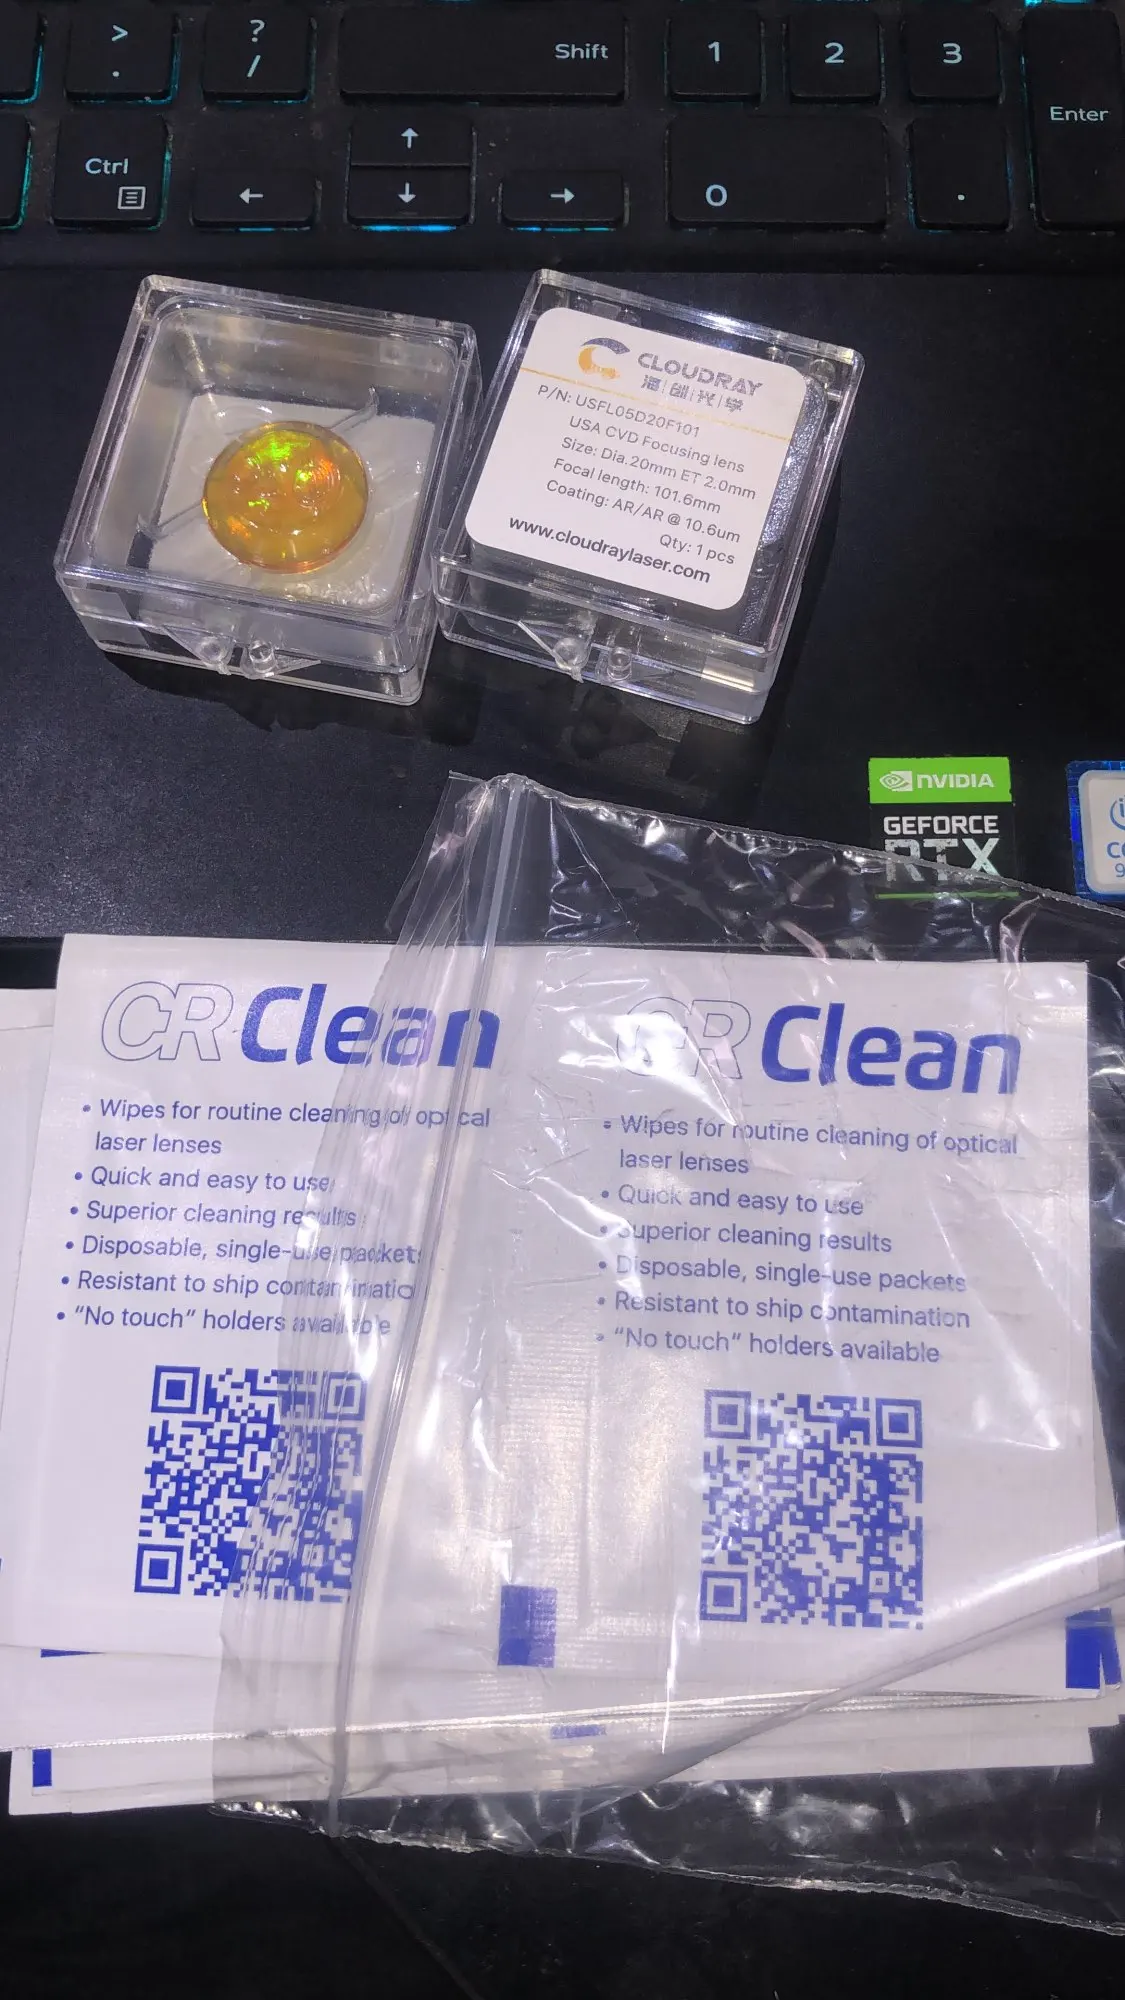 >
.
?
/
Shift
1
2
3
Enter
Ctrl
↑
←
↓
→
0
.
CLOUDRAY
P/N: USFL05D20F101
USA CVD Focusing lens
Size: Dia.20mm ET 2.0mm
Focal length: 101.6mm
Coating: AR/AR @ 10.6um
Qty: 1 pcs
www.cloudraylaser.com
NVIDIA
GEFORCE
RTX
CR Clean
• Wipes for routine cleaning of optical
laser lenses
• Quick and easy to use
• Superior cleaning results
• Disposable, single-use packets
• Resistant to ship contamination
• "No touch" holders available
CR Clean
• Wipes for routine cleaning of optical
laser lenses
• Quick and easy to use
• Superior cleaning results
• Disposable, single-use packets
• Resistant to ship contamination
• "No touch" holders available